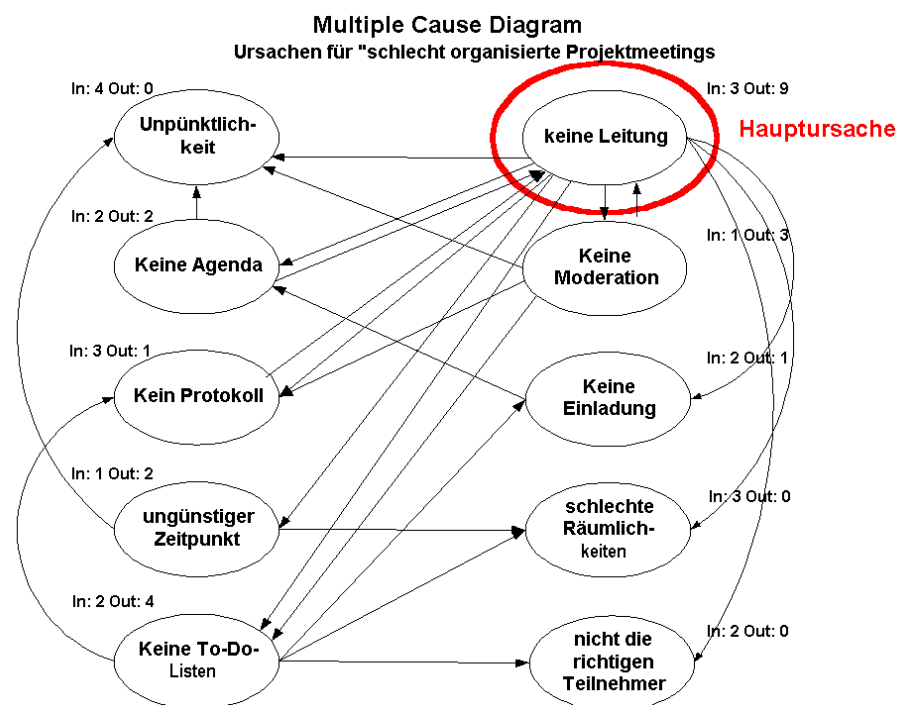 Multiple Cause Diagram
Ursachen für "schlecht organisierte Projektmeetings
In: 4 Out: 0
In: 3 Out: 9
Unpünktlich-
keit
keine Leitung
Hauptursache
In: 2 Out: 2
In: 1 Out: 3
Keine Agenda
Keine
Moderation
In: 3 Out: 1
In: 2 Out: 1
Kein Protokoll
Keine
Einladung
In: 1 Out: 2
In: 3 Out: 0
ungünstiger
Zeitpunkt
schlechte
Räumlich-
keiten
In: 2 Out: 4
In: 2 Out: 0
Keine To-Do-
Listen
nicht die
richtigen
Teilnehmer